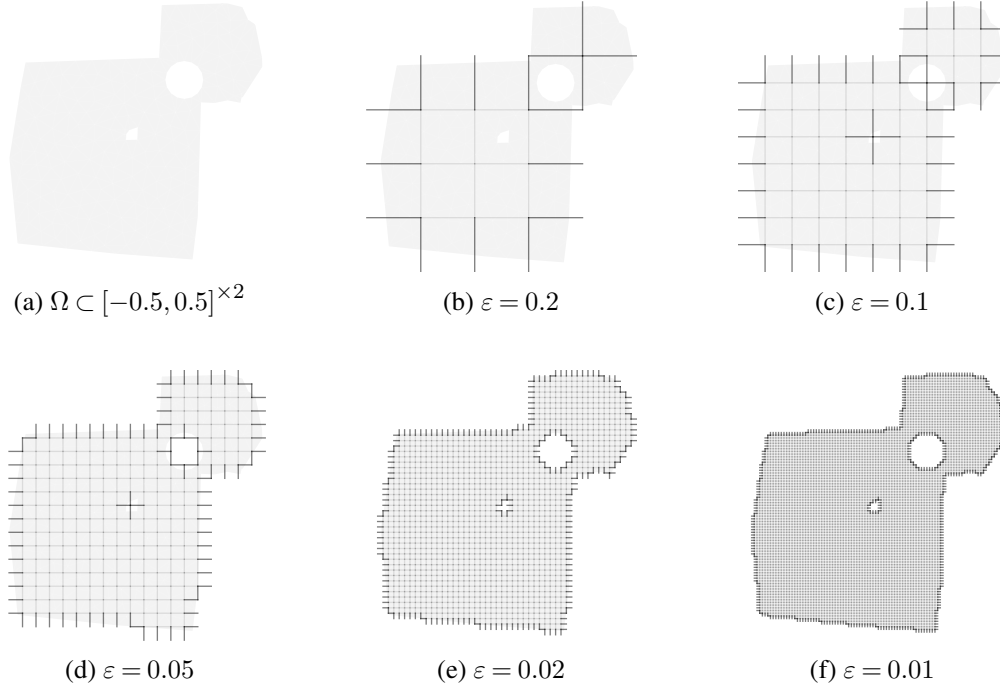 (a) Ω ⊂ [−0.5, 0.5]^{×2}
(b) ε = 0.2
(c) ε = 0.1
(d) ε = 0.05
(e) ε = 0.02
(f) ε = 0.01